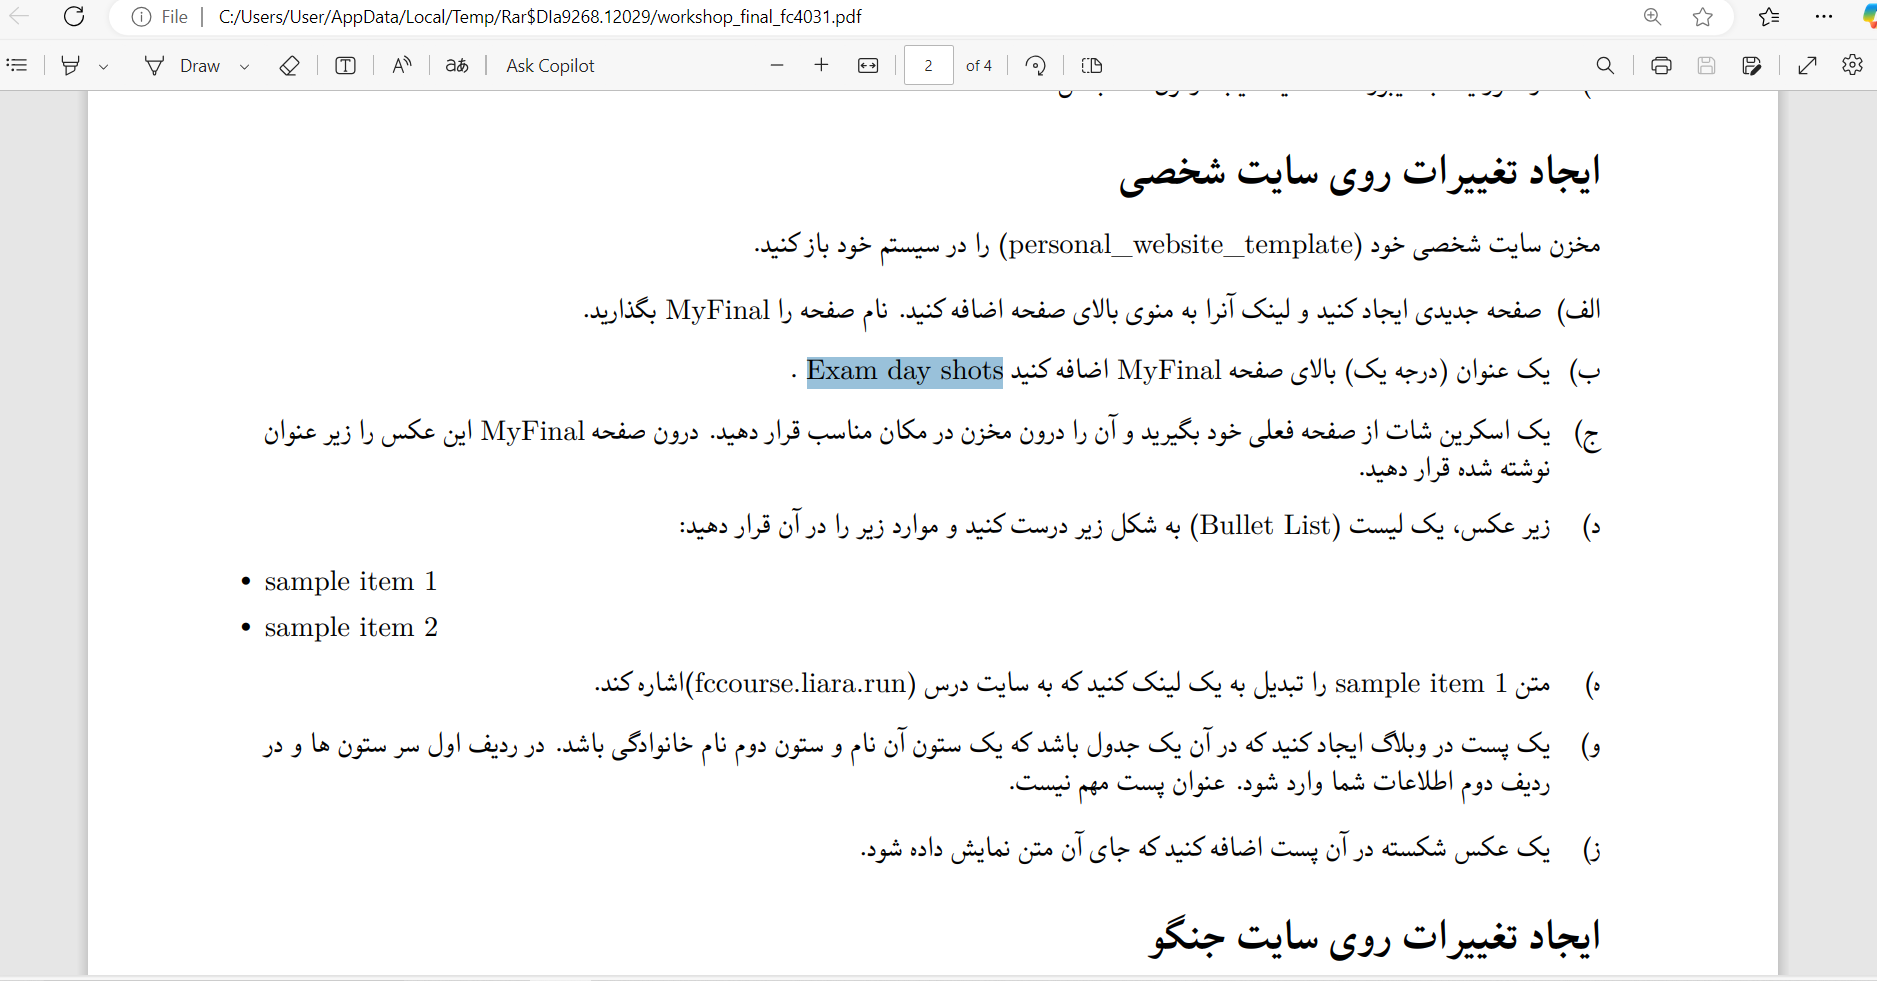 File
C:/Users/User/AppData/Local/Temp/Rar$DIa9268.12029/workshop_final_fc4031.pdf
Draw
aあ
Ask Copilot
2
of 4
ایجاد تغییرات روی سایت شخصی
مخزن سایت شخصی خود (personal_website_template) را در سیستم خود باز کنید.
الف) صفحه جدیدی ایجاد کنید و لینک آنرا به منوی بالای صفحه اضافه کنید. نام صفحه را MyFinal بگذارید.
ب) یک عنوان (درجه یک) بالای صفحه MyFinal اضافه کنید Exam day shots .
ج) یک اسکرین شات از صفحه فعلی خود بگیرید و آن را درون مخزن در مکان مناسب قرار دهید. درون صفحه MyFinal این عکس را زیر عنوان
نوشته شده قرار دهید.
د) زیر عکس، یک لیست (Bullet List) به شکل زیر درست کنید و موارد زیر را در آن قرار دهید:
• sample item 1
• sample item 2
ه) متن sample item 1 را تبدیل به یک لینک کنید که به سایت درس (fccourse.liara.run)اشاره کند.
و) یک پست در وبلاگ ایجاد کنید که در آن یک جدول باشد که یک ستون آن نام و ستون دوم نام خانوادگی باشد. در ردیف اول سر ستون ها و در
ردیف دوم اطلاعات شما وارد شود. عنوان پست مهم نیست.
ز) یک عکس شکسته در آن پست اضافه کنید که جای آن متن نمایش داده شود.
ایجاد تغییرات روی سایت جنگو